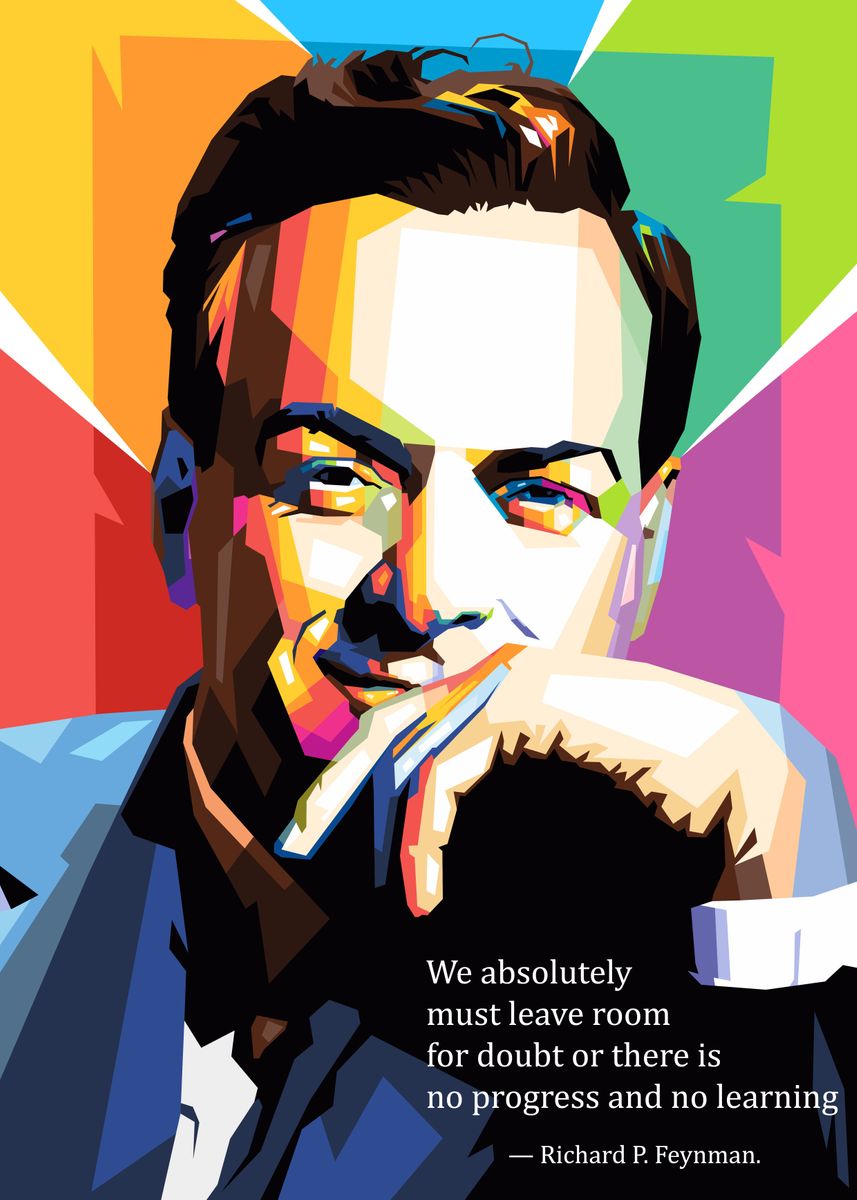 We absolutely
must leave room
for doubt or there is
no progress and no learning
— Richard P. Feynman.